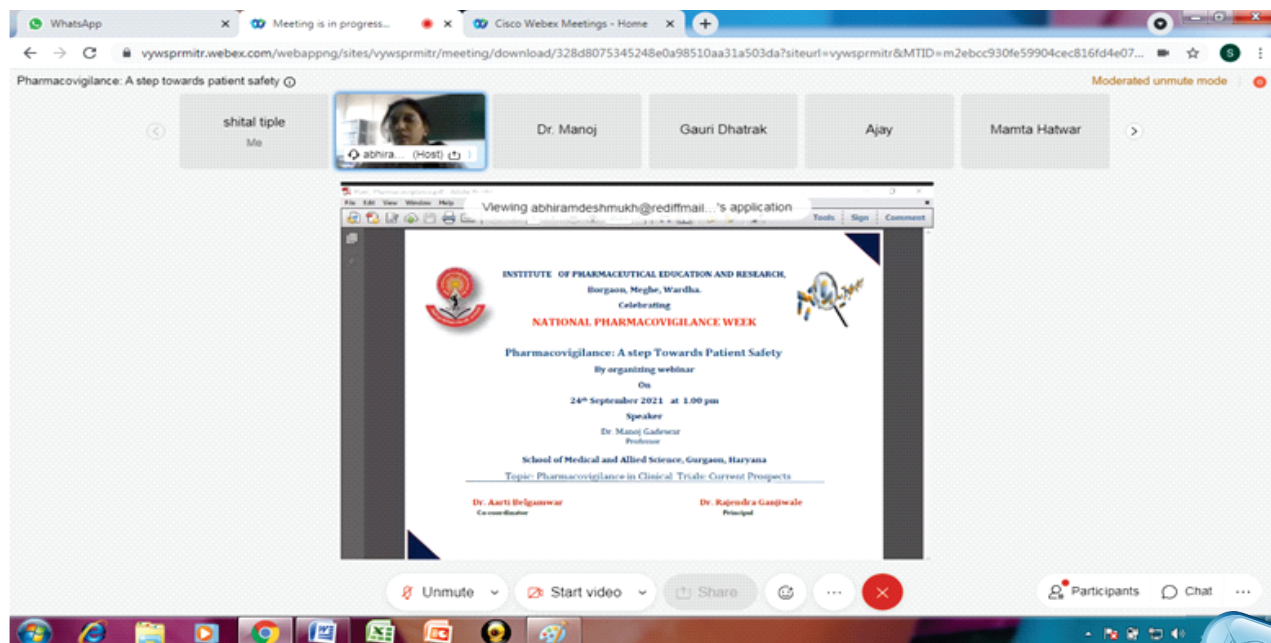 WhatsApp
Meeting is in progress...
Cisco Webex Meetings - Home
vywsprmitr.webex.com/webappng/sites/vywsprmitr/meeting/download/328d8075345248e0a98510aa31a503da?siteurl=vywsprmitr&MTID=m2ebcc930fe59904cec816fd4e07...
S
Pharmacovigilance: A step towards patient safety
Moderated unmute mode
shital tiple
Me
abhira... (Host)
Dr. Manoj
Gauri Dhatrak
Ajay
Mamta Hatwar
File Edit View Window Help
Viewing abhiramdeshmukh@rediffmail...'s application
Tools Sign Comment
INSTITUTE OF PHARMACEUTICAL EDUCATION AND RESEARCH,
Borgaon, Meghe, Wardha.
Celebrating
NATIONAL PHARMACOVIGILANCE WEEK
Pharmacovigilance: A step Towards Patient Safety
By organizing webinar
On
24th September 2021 at 1.00 pm
Speaker
Dr. Manoj Gadewar
Professor
School of Medical and Allied Science, Gurgaon, Haryana
Topic: Pharmacovigilance in Clinical Trials: Current Prospects
Dr. Aarti Belgamwar
Co-coordinator
Dr. Rajendra Ganjiwale
Principal
Unmute
Start video
Share
Participants
Chat